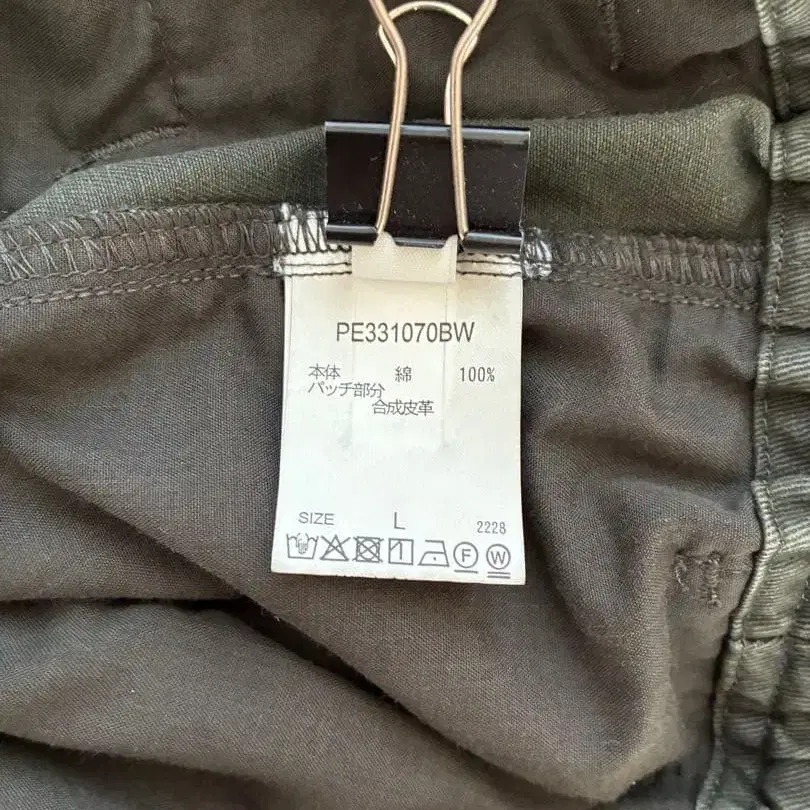 PE331070BW
本体 綿 100%
パッチ部分
合成皮革
SIZE L 2228
F W